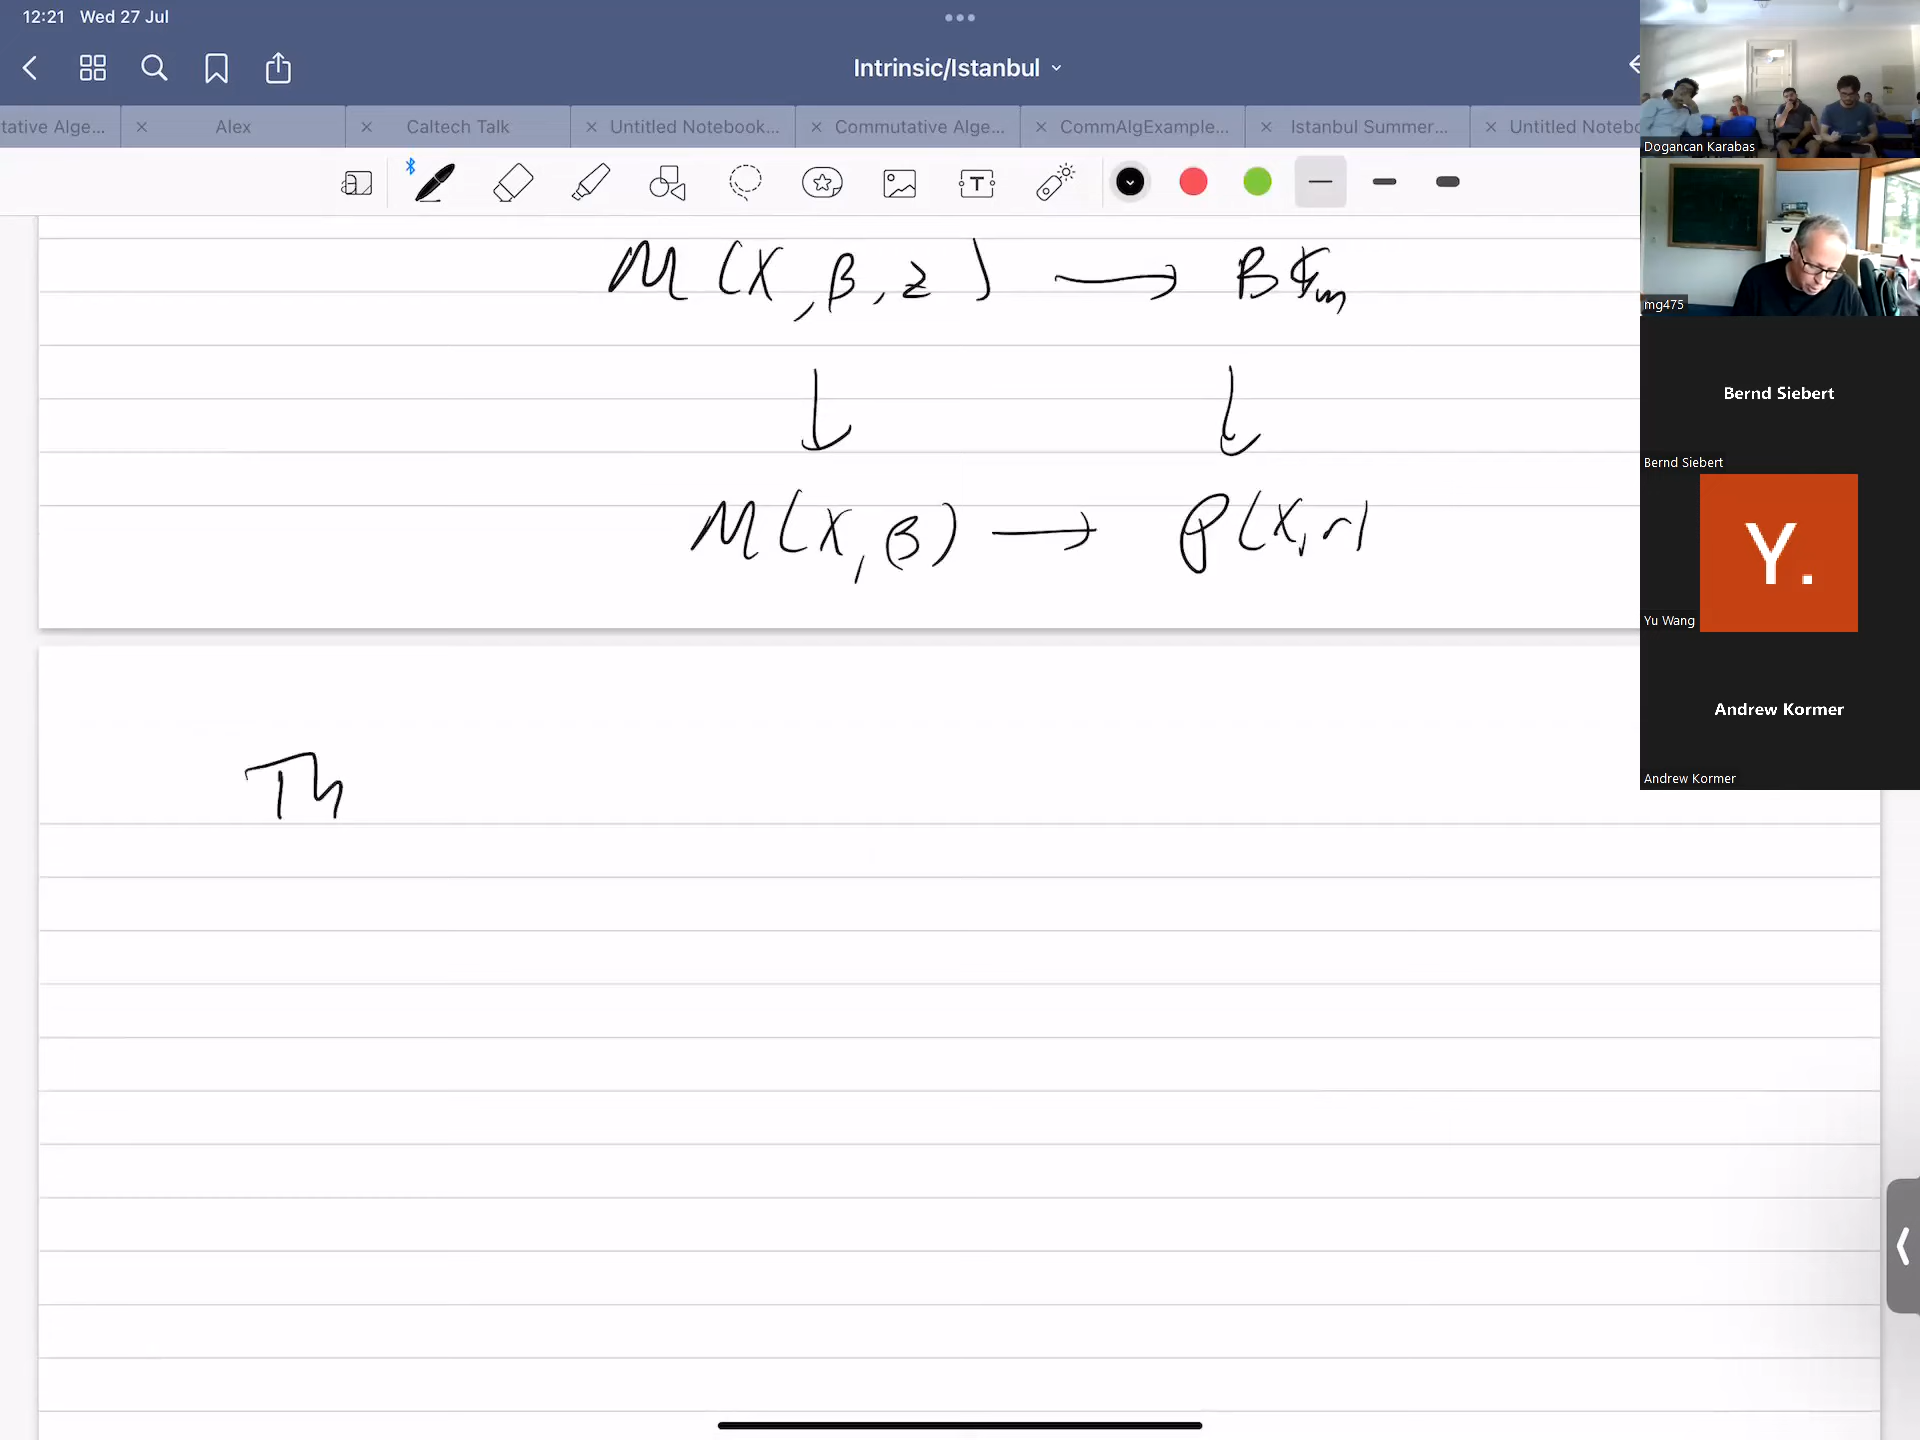 12:21 Wed 27 Jul
Intrinsic/Istanbul
tative Alge... Alex Caltech Talk Untitled Notebook... Commutative Alge... CommAlgExample... Istanbul Summer... Untitled Notebo
M(X, β, z) → BG_m
↓ ↓
M(X, β) → P(X, r)
Th
Dogancan Karabas
mg475
Bernd Siebert
Bernd Siebert
Y.
Yu Wang
Andrew Kormer
Andrew Kormer